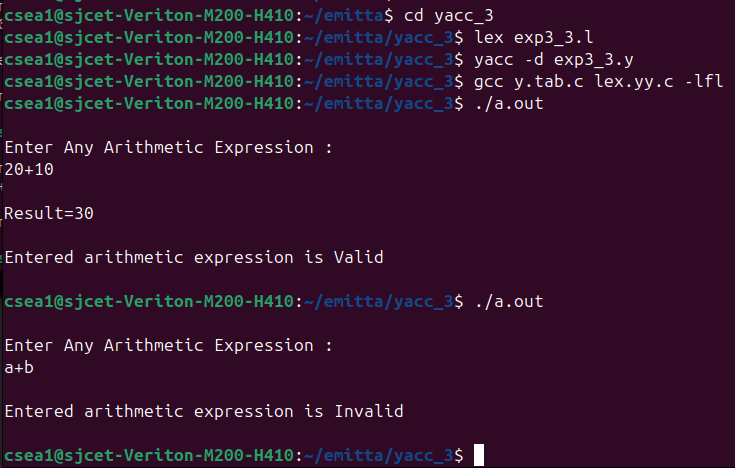 csea1@sjcet-Veriton-M200-H410:~/emitta$ cd yacc_3
csea1@sjcet-Veriton-M200-H410:~/emitta/yacc_3$ lex exp3_3.l
csea1@sjcet-Veriton-M200-H410:~/emitta/yacc_3$ yacc -d exp3_3.y
csea1@sjcet-Veriton-M200-H410:~/emitta/yacc_3$ gcc y.tab.c lex.yy.c -lfl
csea1@sjcet-Veriton-M200-H410:~/emitta/yacc_3$ ./a.out
Enter Any Arithmetic Expression :
20+10
Result=30
Entered arithmetic expression is Valid
csea1@sjcet-Veriton-M200-H410:~/emitta/yacc_3$ ./a.out
Enter Any Arithmetic Expression :
a+b
Entered arithmetic expression is Invalid
csea1@sjcet-Veriton-M200-H410:~/emitta/yacc_3$